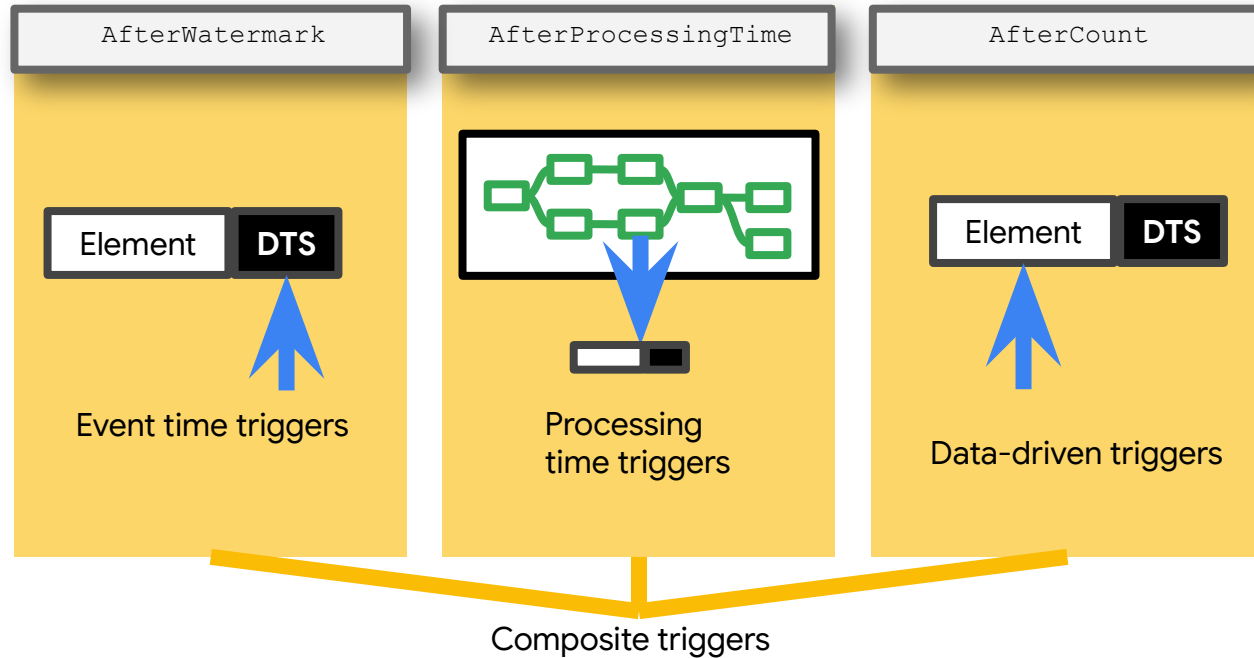 AfterWatermark
AfterProcessingTime
AfterCount
Element DTS
Element DTS
Event time triggers
Processing
time triggers
Data-driven triggers
Composite triggers